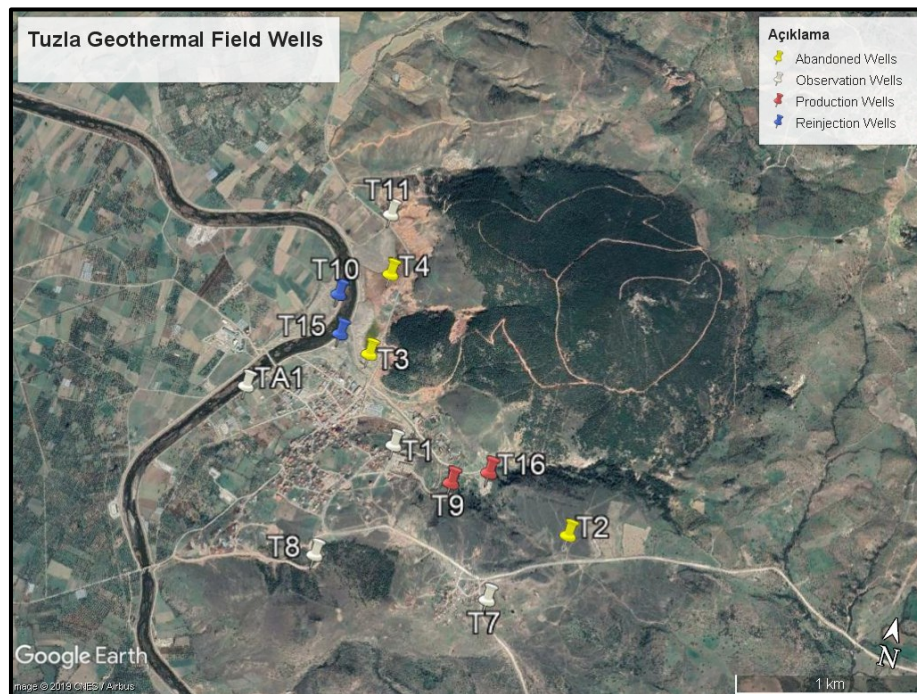 Tuzla Geothermal Field Wells
Açıklama
Abandoned Wells
Observation Wells
Production Wells
Reinjection Wells
T11
T4
T10
T15
T3
TA1
T1
T16
T9
T2
T8
T7
Google Earth
N
Image © 2019 CNES / Airbus
1 km